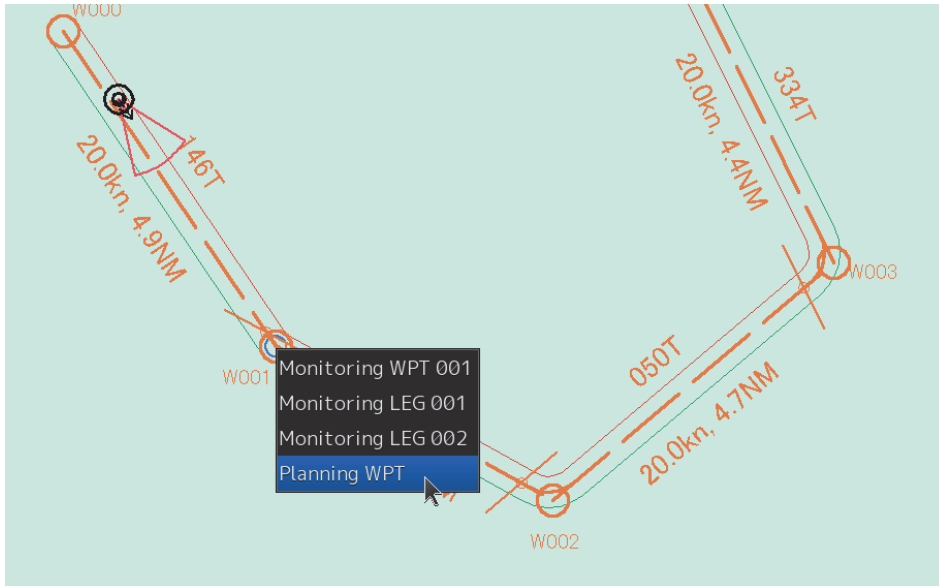 W000
146T
20.0kn, 4.9NM
W001
Monitoring WPT 001
Monitoring LEG 001
Monitoring LEG 002
Planning WPT
W002
050T
20.0kn, 4.7NM
W003
334T
20.0kn, 4.4NM